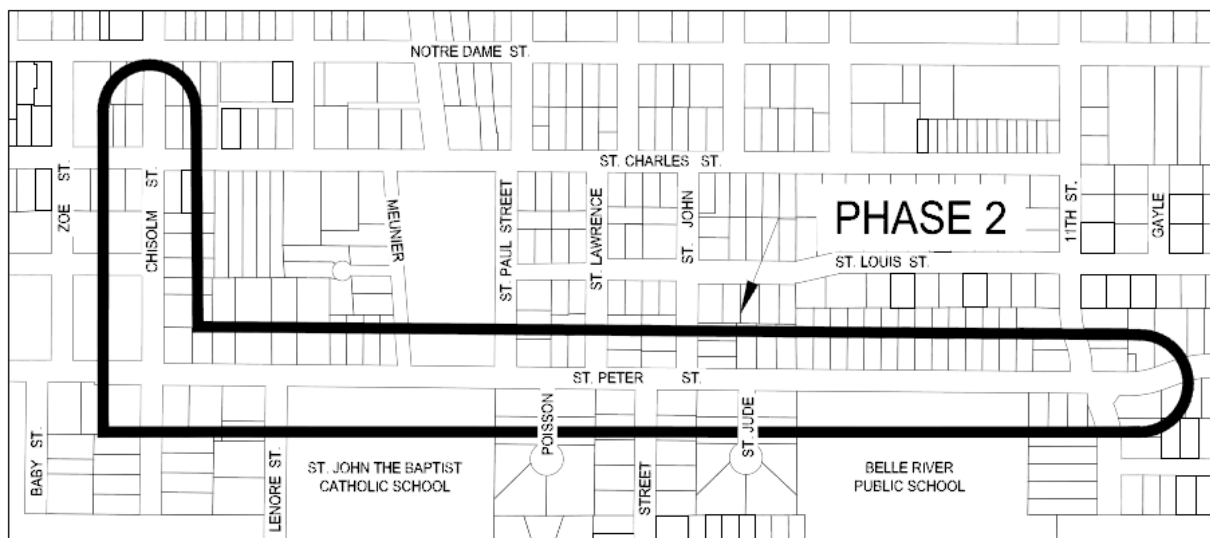 NOTRE DAME ST.
ST. CHARLES ST.
ZOE ST.
CHISOLM ST.
MEUNIER
ST. PAUL STREET
ST. LAWRENCE
ST. JOHN
PHASE 2
11TH ST.
GAYLE
ST. LOUIS ST.
ST. PETER ST.
BABY ST.
LENORE ST.
ST. JOHN THE BAPTIST
CATHOLIC SCHOOL
POISSON
STREET
ST. JUDE
BELLE RIVER
PUBLIC SCHOOL